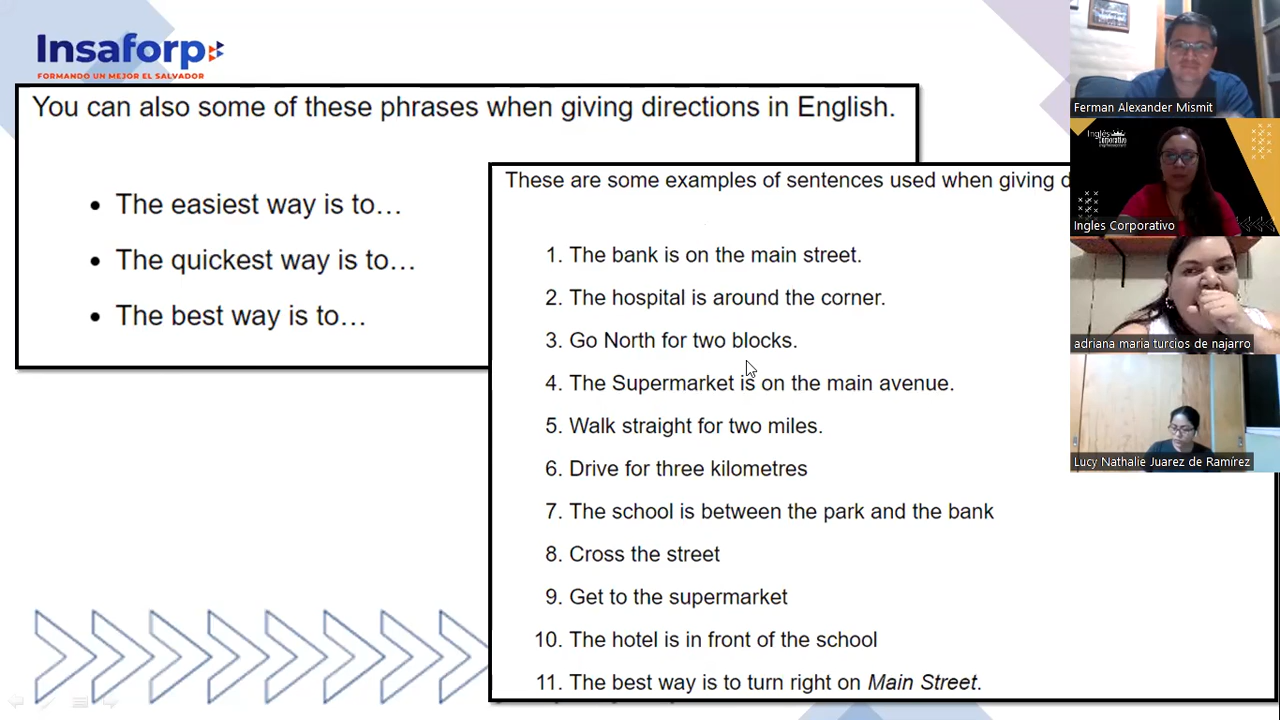 Insaforp
FORMANDO UN MEJOR EL SALVADOR
You can also some of these phrases when giving directions in English.
• The easiest way is to…
• The quickest way is to…
• The best way is to…
These are some examples of sentences used when giving d
1. The bank is on the main street.
2. The hospital is around the corner.
3. Go North for two blocks.
4. The Supermarket is on the main avenue.
5. Walk straight for two miles.
6. Drive for three kilometres
7. The school is between the park and the bank
8. Cross the street
9. Get to the supermarket
10. The hotel is in front of the school
11. The best way is to turn right on Main Street.
Ferman Alexander Mismit
Inglés
Corporativo
Ingles Corporativo
adriana maria turcios de najarro
Lucy Nathalie Juarez de Ramírez